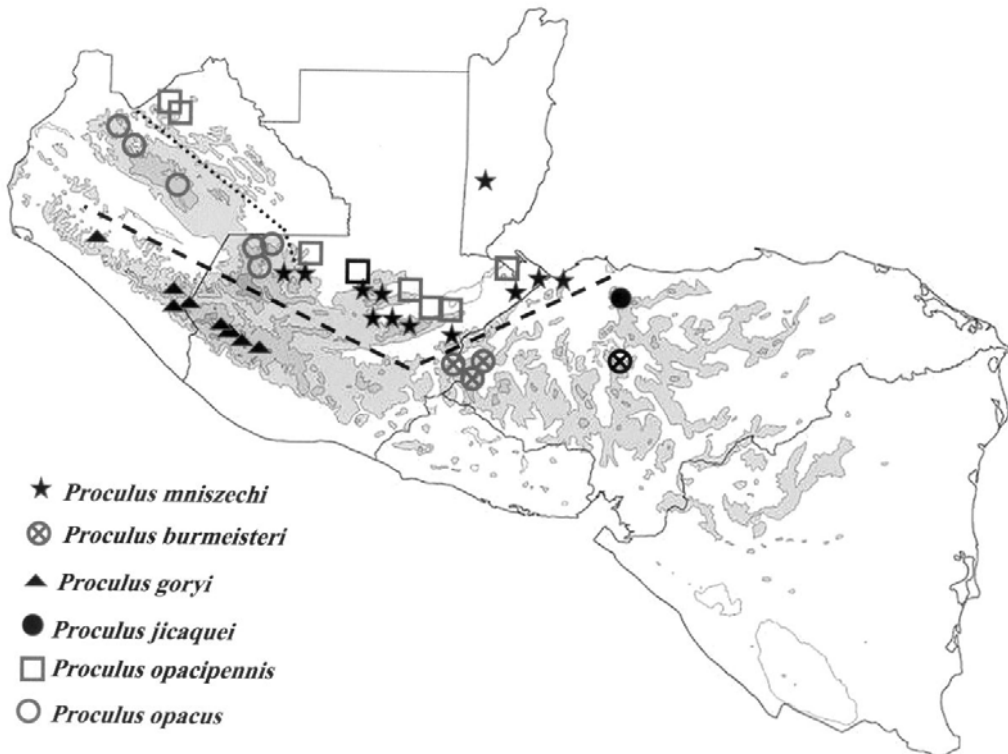 Proculus mniszechi
Proculus burmeisteri
Proculus goryi
Proculus jicaquei
Proculus opacipennis
Proculus opacus